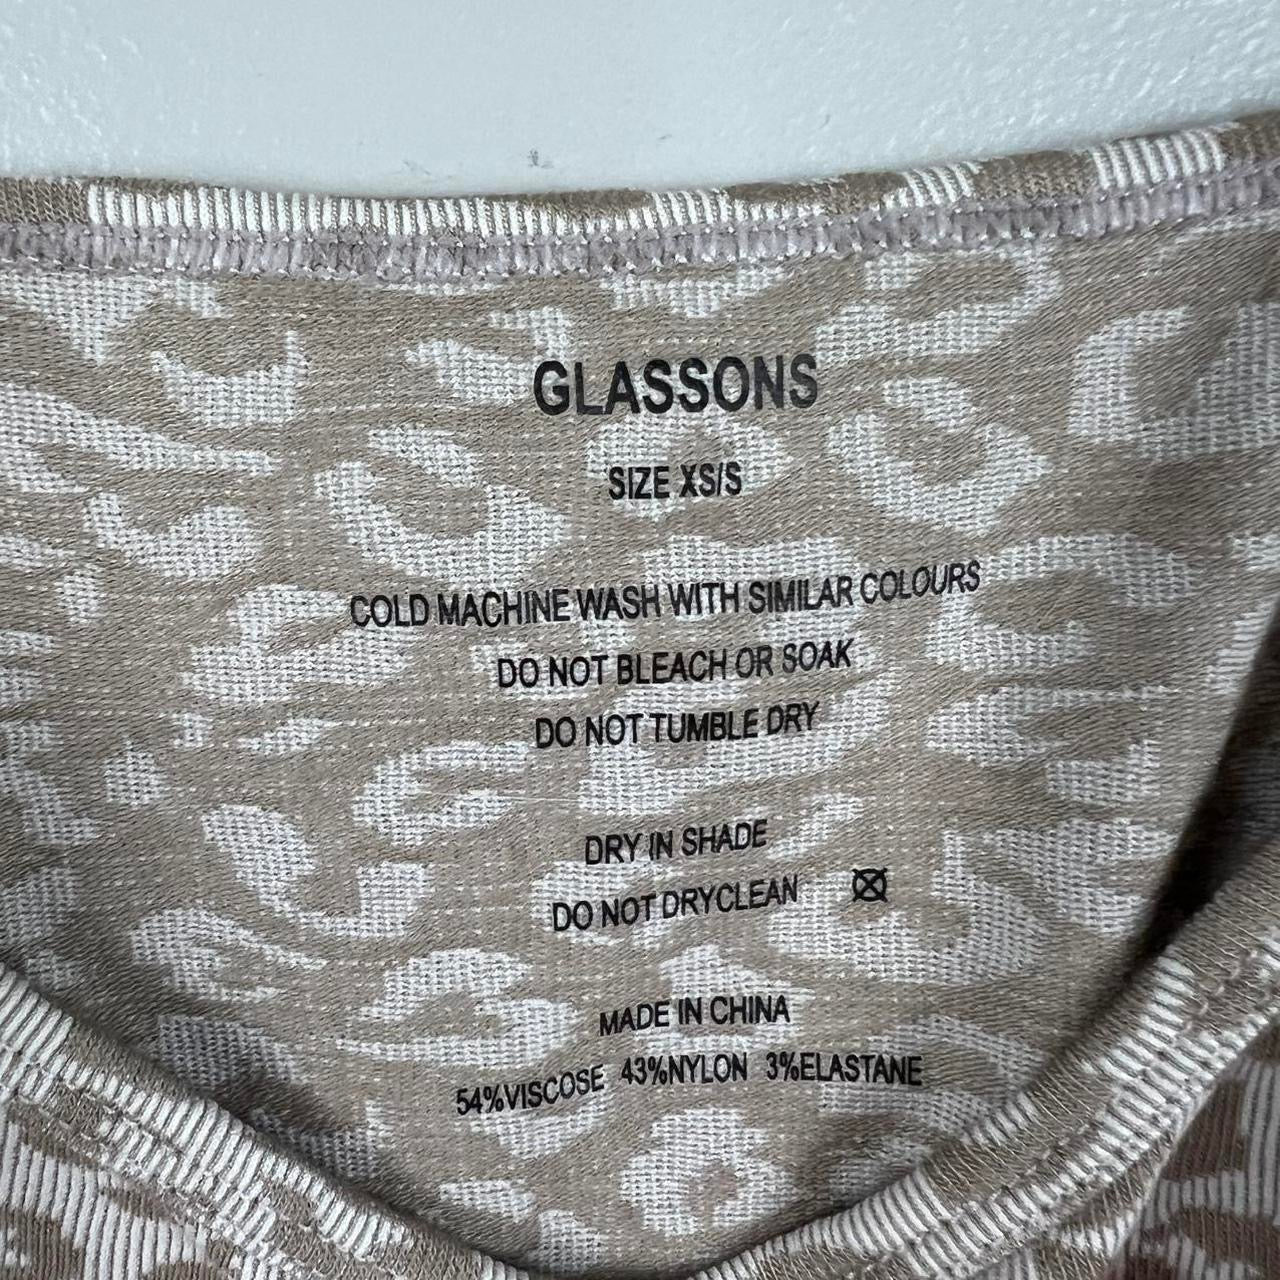 GLASSONS
SIZE XS/S
COLD MACHINE WASH WITH SIMILAR COLOURS
DO NOT BLEACH OR SOAK
DO NOT TUMBLE DRY
DRY IN SHADE
DO NOT DRYCLEAN
MADE IN CHINA
54%VISCOSE 43%NYLON 3%ELASTANE